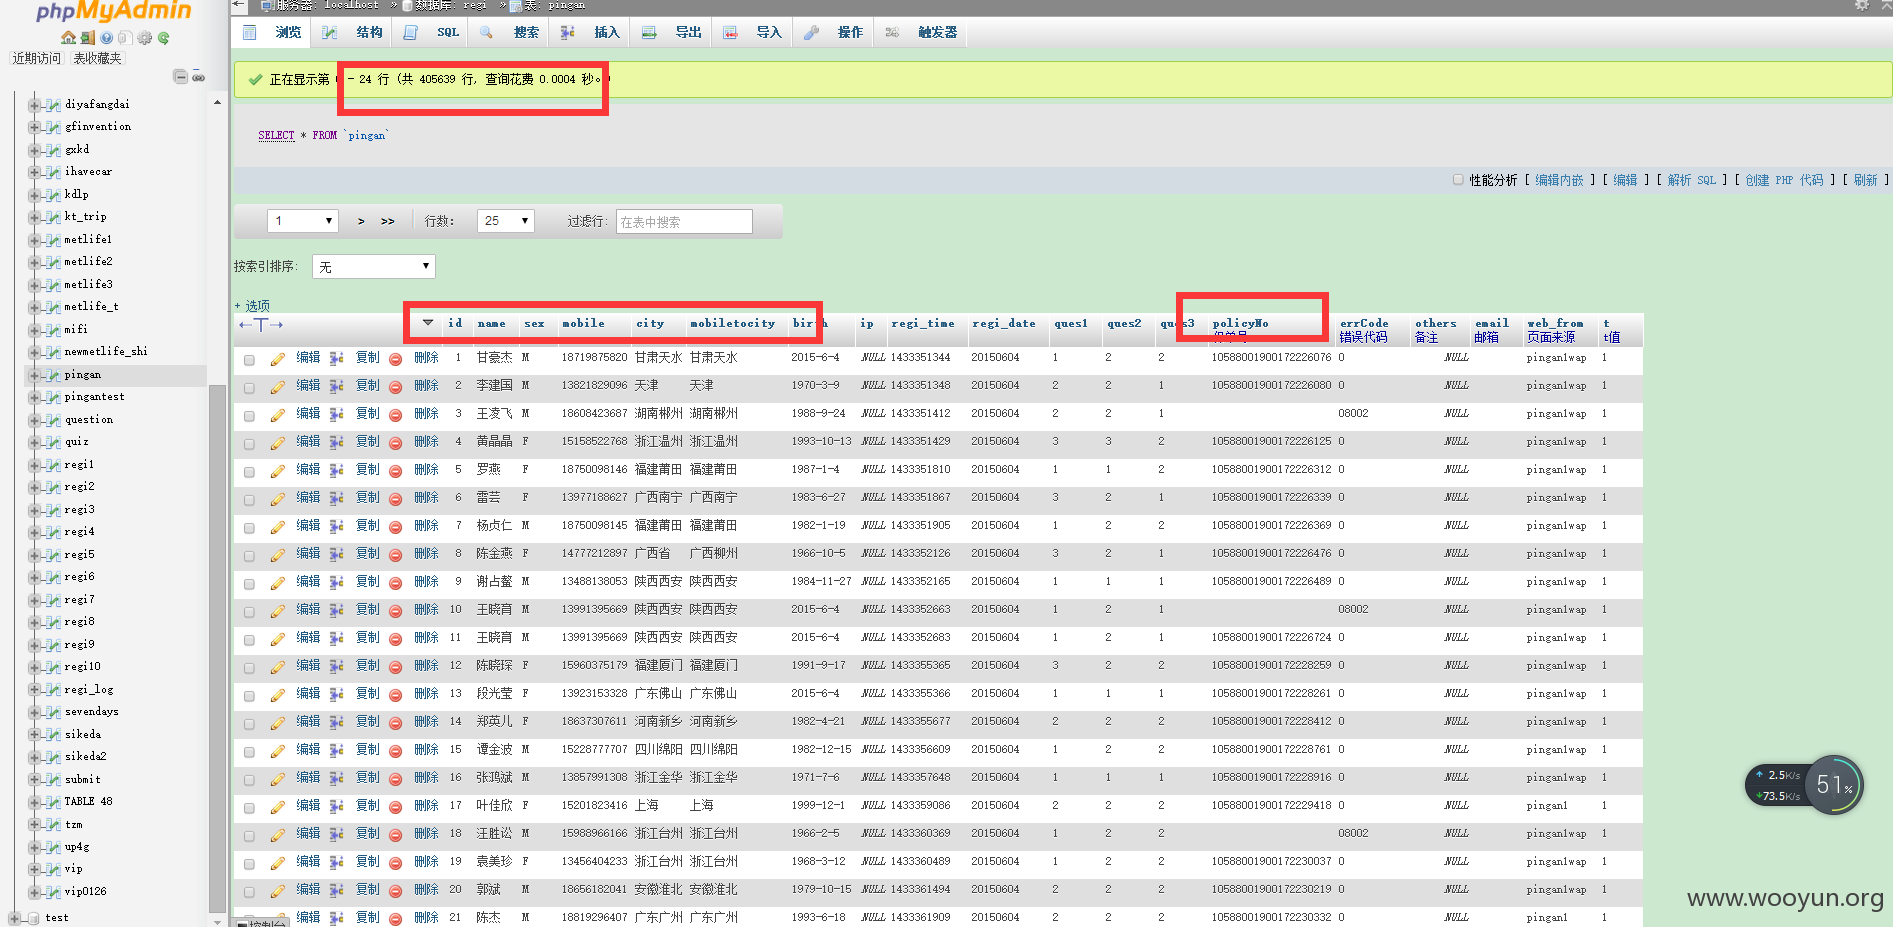 phpMyAdmin
近期访问 表收藏夹
diyafangdai
gfinvention
gxkd
ihavecar
kdlp
kt_trip
metlife1
metlife2
metlife3
metlife_t
mifi
newmetlife_shi
pingan
pingantest
question
quiz
regi1
regi2
regi3
regi4
regi5
regi6
regi7
regi8
regi9
regi10
regi_log
sevendays
sikeda
sikeda2
submit
TABLE 48
tzm
up4g
vip
vip0126
test
服务器: localhost » 数据库: regi » 表: pingan
浏览 结构 SQL 搜索 插入 导出 导入 操作 触发器
正在显示第 - 24 行 (共 405639 行, 查询花费 0.0004 秒。
SELECT * FROM `pingan`
性能分析 [ 编辑内嵌 ] [ 编辑 ] [ 解析 SQL ] [ 创建 PHP 代码 ] [ 刷新 ]
1 > >> 行数: 25 过滤行: 在表中搜索
按索引排序: 无
+ 选项
←T→ id name sex mobile city mobiletocity birth ip regi_time regi_date ques1 ques2 ques3 policyNo errCode others email web_from t
错误代码 备注 邮箱 页面来源 t值
编辑 复制 删除 1 甘豪杰 M 18719875820 甘肃天水 甘肃天水 2015-6-4 NULL 1433351344 20150604 1 2 2 10588001900172226076 0 NULL pingan1wap 1
编辑 复制 删除 2 李建国 M 13821829096 天津 天津 1970-3-9 NULL 1433351348 20150604 2 2 1 10588001900172226080 0 NULL pingan1wap 1
编辑 复制 删除 3 王凌飞 M 18608423687 湖南郴州 湖南郴州 1988-9-24 NULL 1433351412 20150604 2 2 1 08002 NULL pingan1wap 1
编辑 复制 删除 4 黄晶晶 F 15158522768 浙江温州 浙江温州 1993-10-13 NULL 1433351429 20150604 3 3 2 10588001900172226125 0 NULL pingan1wap 1
编辑 复制 删除 5 罗燕 F 18750098146 福建莆田 福建莆田 1987-1-4 NULL 1433351810 20150604 1 1 2 10588001900172226312 0 NULL pingan1wap 1
编辑 复制 删除 6 雷芸 F 13977188627 广西南宁 广西南宁 1983-6-27 NULL 1433351867 20150604 3 2 1 10588001900172226339 0 NULL pingan1wap 1
编辑 复制 删除 7 杨贞仁 M 18750098145 福建莆田 福建莆田 1982-1-19 NULL 1433351905 20150604 1 2 2 10588001900172226369 0 NULL pingan1wap 1
编辑 复制 删除 8 陈金燕 F 14777212897 广西省 广西柳州 1966-10-5 NULL 1433352126 20150604 3 2 1 10588001900172226476 0 NULL pingan1wap 1
编辑 复制 删除 9 谢占鳌 M 13488138053 陕西西安 陕西西安 1984-11-27 NULL 1433352165 20150604 1 2 2 10588001900172226489 0 NULL pingan1wap 1
编辑 复制 删除 10 王晓育 M 13991395669 陕西西安 陕西西安 2015-6-4 NULL 1433352663 20150604 1 2 1 08002 NULL pingan1wap 1
编辑 复制 删除 11 王晓育 M 13991395669 陕西西安 陕西西安 2015-6-4 NULL 1433352683 20150604 1 2 1 10588001900172226724 0 NULL pingan1wap 1
编辑 复制 删除 12 陈晓琛 F 15960375179 福建厦门 福建厦门 1991-9-17 NULL 1433355365 20150604 3 2 2 10588001900172228259 0 NULL pingan1wap 1
编辑 复制 删除 13 段光莹 F 13923153328 广东佛山 广东佛山 2015-6-4 NULL 1433355366 20150604 1 1 1 10588001900172228261 0 NULL pingan1wap 1
编辑 复制 删除 14 郑英儿 F 18637307611 河南新乡 河南新乡 1982-4-21 NULL 1433355677 20150604 2 2 2 10588001900172228412 0 NULL pingan1wap 1
编辑 复制 删除 15 谭金波 M 15228777707 四川绵阳 四川绵阳 1982-12-15 NULL 1433356609 20150604 1 2 2 10588001900172228761 0 NULL pingan1wap 1
编辑 复制 删除 16 张鸿斌 M 13857991308 浙江金华 浙江金华 1971-7-6 NULL 1433357648 20150604 1 1 1 10588001900172228916 0 NULL pingan1wap 1
编辑 复制 删除 17 叶佳欣 F 15201823416 上海 上海 1999-12-1 NULL 1433359086 20150604 1 2 2 10588001900172229418 0 NULL pingan1 1
编辑 复制 删除 18 汪胜讼 M 15988966166 浙江台州 浙江台州 1966-2-5 NULL 1433360369 20150604 1 2 2 08002 NULL pingan1wap 1
编辑 复制 删除 19 袁美珍 F 13456404233 浙江台州 浙江台州 1968-3-12 NULL 1433360489 20150604 1 2 2 10588001900172230037 0 NULL pingan1wap 1
编辑 复制 删除 20 郭斌 M 18656182041 安徽淮北 安徽淮北 1979-10-15 NULL 1433361494 20150604 2 2 2 10588001900172230219 0 NULL pingan1wap 1
编辑 复制 删除 21 陈杰 M 18819296407 广东广州 广东广州 1993-6-18 NULL 1433361909 20150604 2 2 2 10588001900172230332 0 NULL pingan1 1
控制台
2.5K/s
73.5K/s
51%
www.wooyun.org